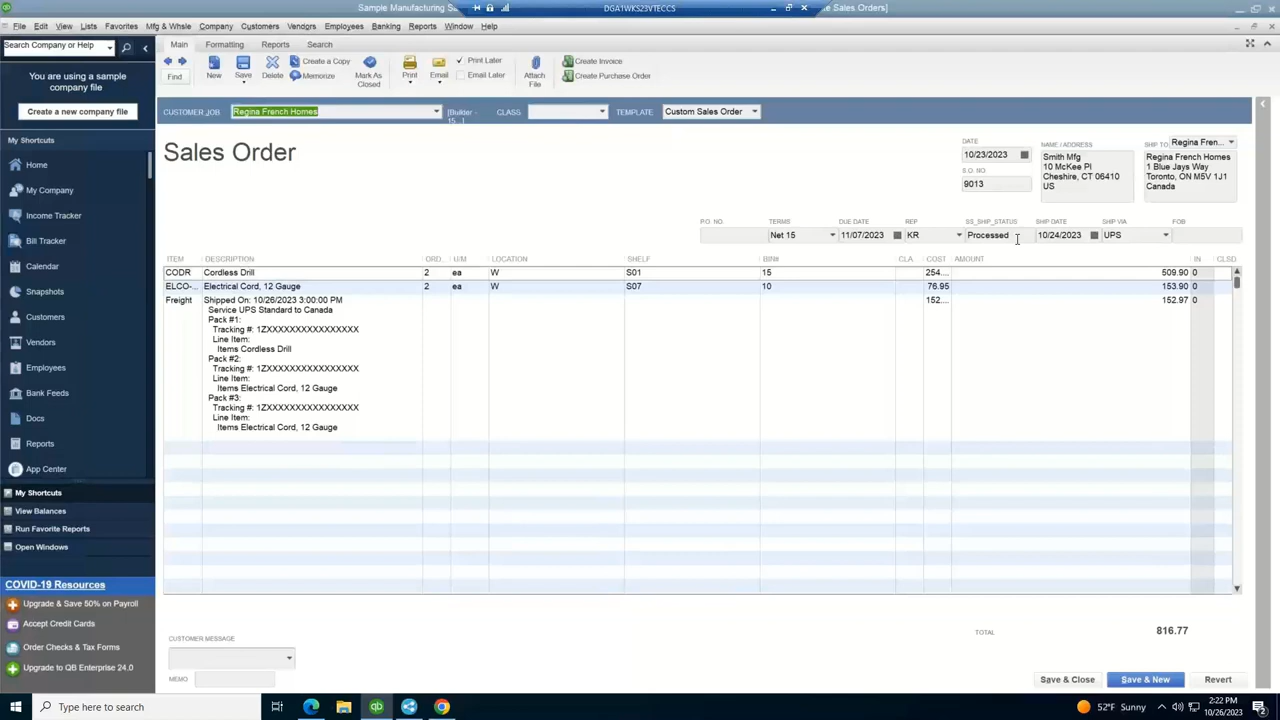 Sample Manufacturing S
DGA1WKS23VTECCS
Sales Orders]
File Edit View Lists Favorites Mfg & Whsle Company Customers Vendors Employees Banking Reports Window Help
Search Company or Help
Main Formatting Reports Search
New Save Delete Create a Copy Memorize Mark As Closed Print Email Print Later Email Later Attach File Create Invoice Create Purchase Order
Find
You are using a sample
company file
Create a new company file
My Shortcuts
Home
My Company
Income Tracker
Bill Tracker
Calendar
Snapshots
Customers
Vendors
Employees
Bank Feeds
Docs
Reports
App Center
My Shortcuts
View Balances
Run Favorite Reports
Open Windows
COVID-19 Resources
Upgrade & Save 50% on Payroll
Accept Credit Cards
Order Checks & Tax Forms
Upgrade to QB Enterprise 24.0
CUSTOMER:JOB Regina French Homes [Builder - 15...] CLASS TEMPLATE Custom Sales Order
Sales Order
DATE
10/23/2023
S.O. NO.
9013
NAME / ADDRESS
Smith Mfg
10 McKee Pl
Cheshire, CT 06410
US
SHIP TO Regina Fren...
Regina French Homes
1 Blue Jays Way
Toronto, ON M5V 1J1
Canada
P.O. NO. TERMS DUE DATE REP SS_SHIP_STATUS SHIP DATE SHIP VIA FOB
Net 15 11/07/2023 KR Processed 10/24/2023 UPS
ITEM DESCRIPTION ORD... U/M LOCATION SHELF BIN# CLA COST AMOUNT IN CLSD
CODR Cordless Drill 2 ea W S01 15 254.... 509.90 0
ELCO-... Electrical Cord, 12 Gauge 2 ea W S07 10 76.95 153.90 0
Freight Shipped On: 10/26/2023 3:00:00 PM 152.... 152.97 0
Service UPS Standard to Canada
Pack #1:
Tracking #: 1ZXXXXXXXXXXXXXXXX
Line Item:
Items Cordless Drill
Pack #2:
Tracking #: 1ZXXXXXXXXXXXXXXXX
Line Item:
Items Electrical Cord, 12 Gauge
Pack #3:
Tracking #: 1ZXXXXXXXXXXXXXXXX
Line Item:
Items Electrical Cord, 12 Gauge
TOTAL 816.77
CUSTOMER MESSAGE
MEMO
Save & Close Save & New Revert
Type here to search
52°F Sunny
2:22 PM
10/26/2023
2